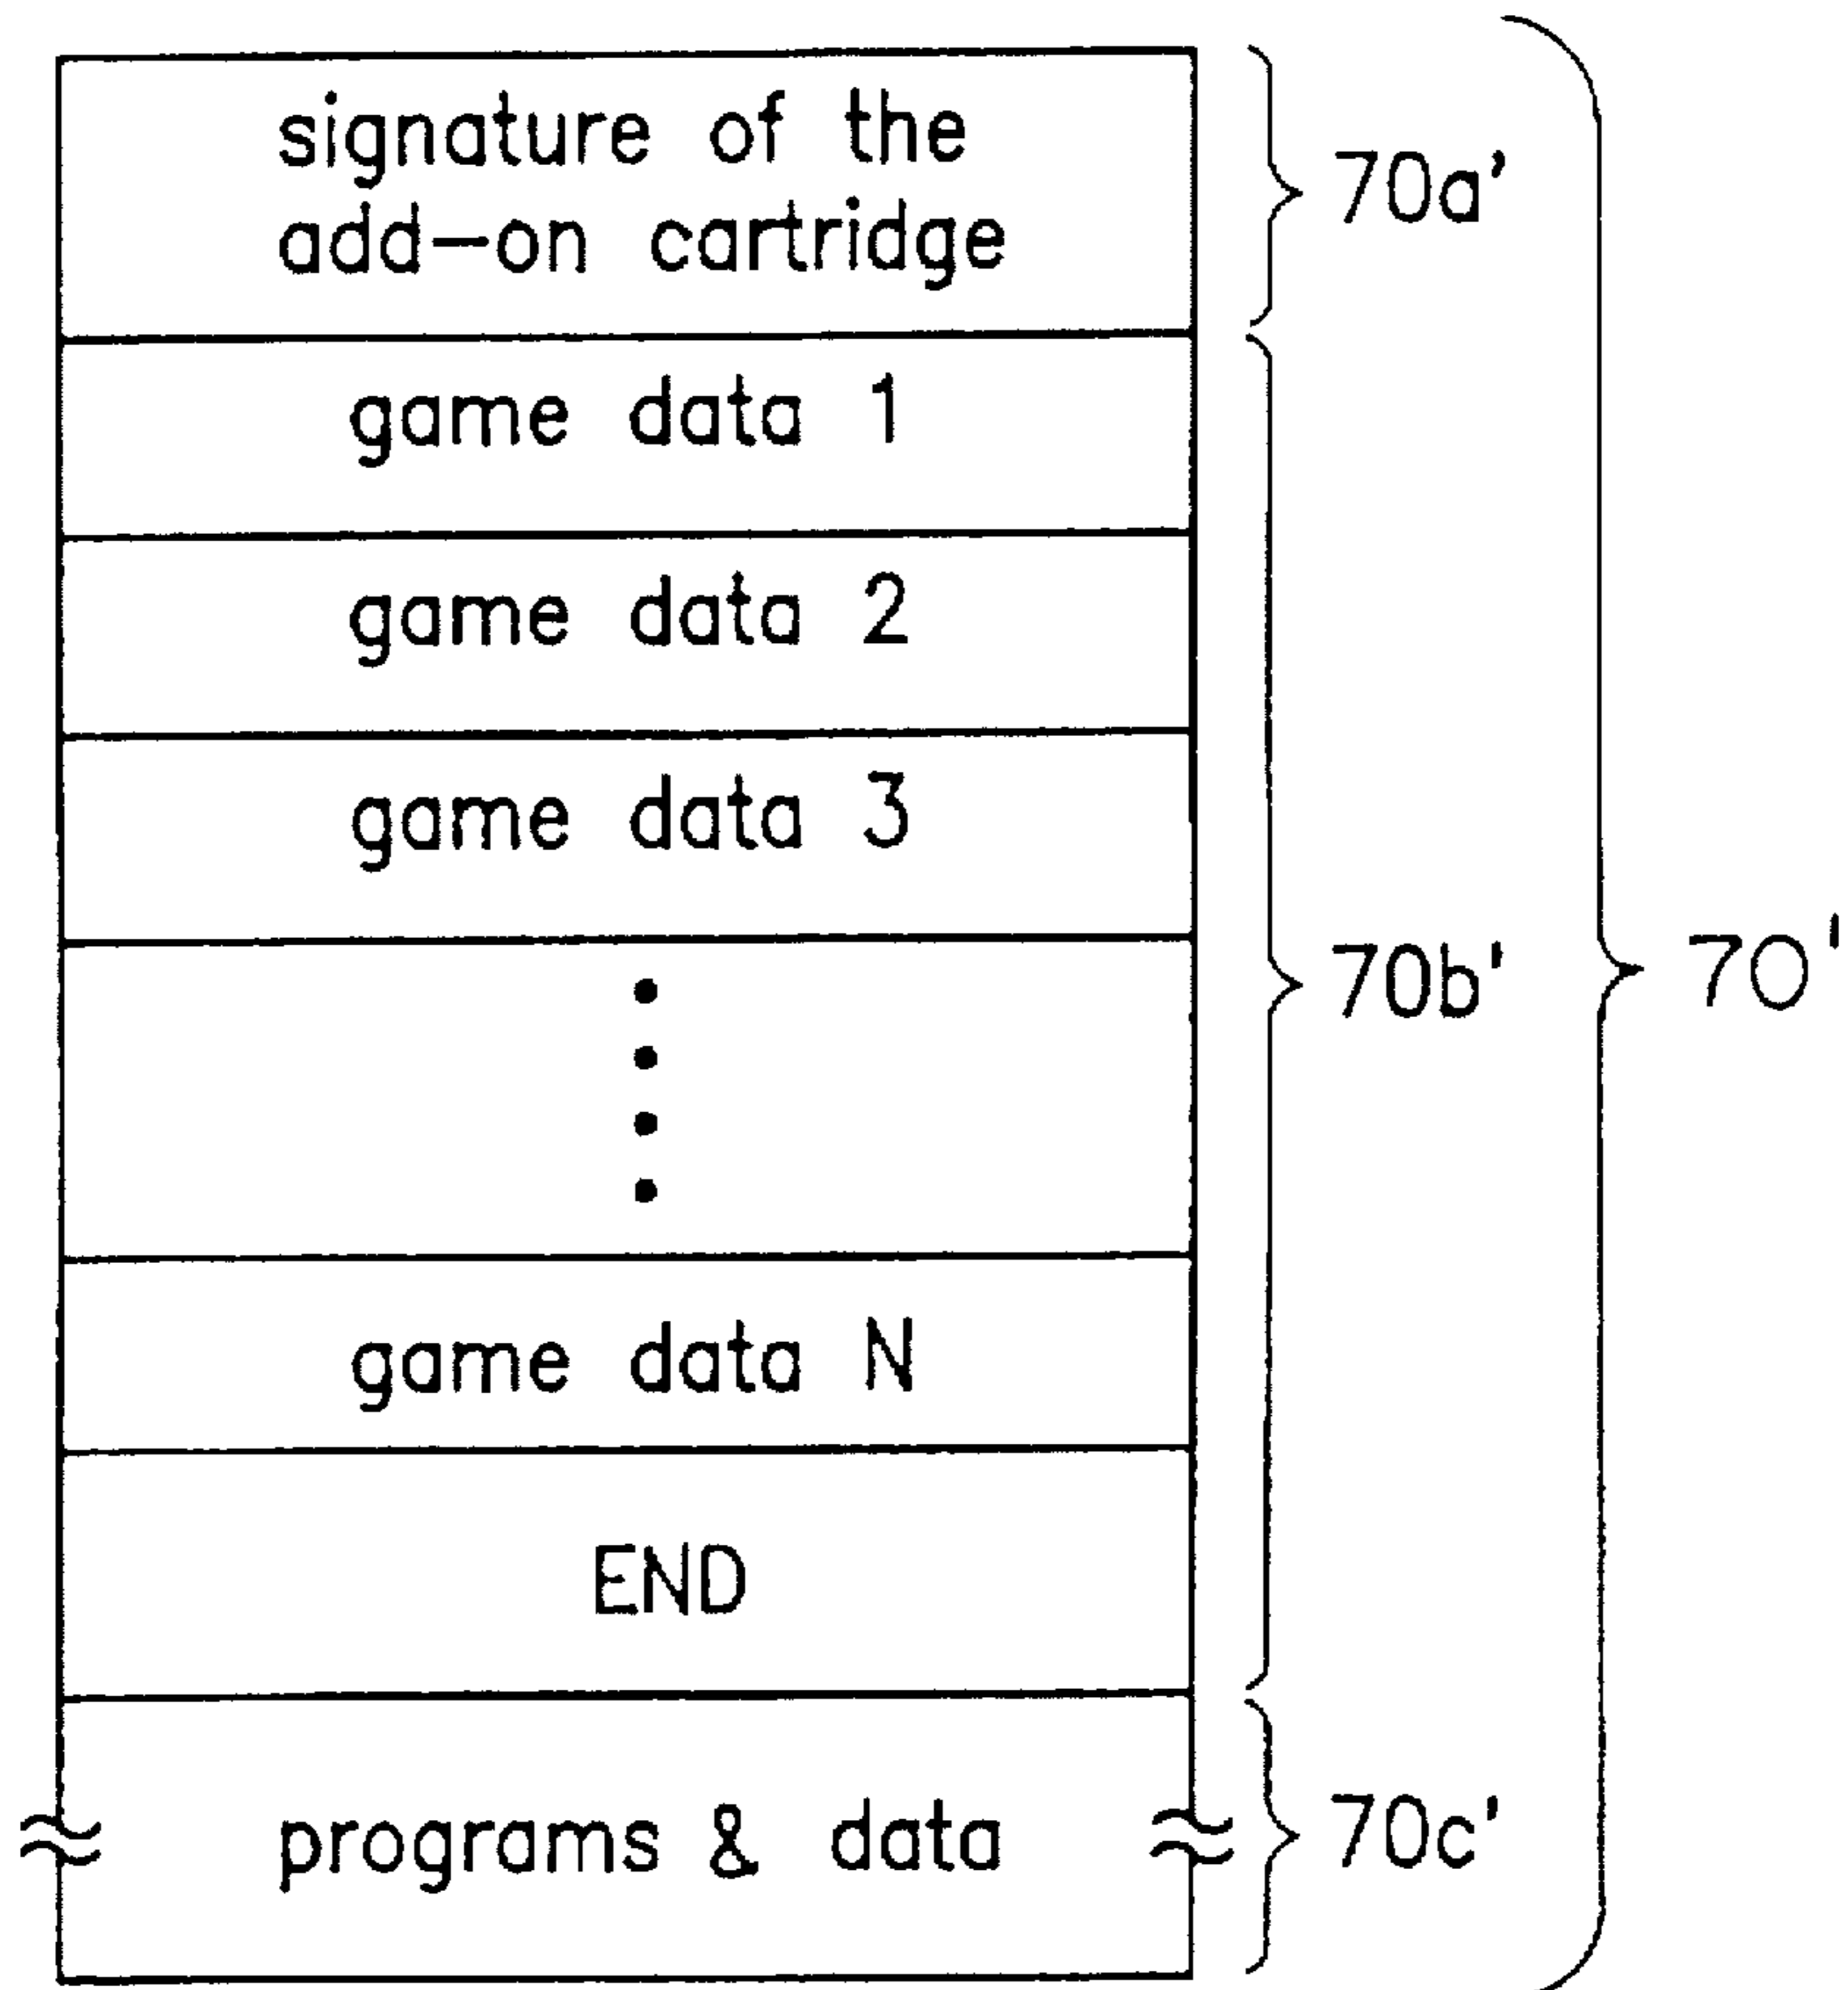 signature of the
add-on cartridge
70a'
game data 1
game data 2
game data 3
70b'
70'
game data N
END
programs & data
70c'